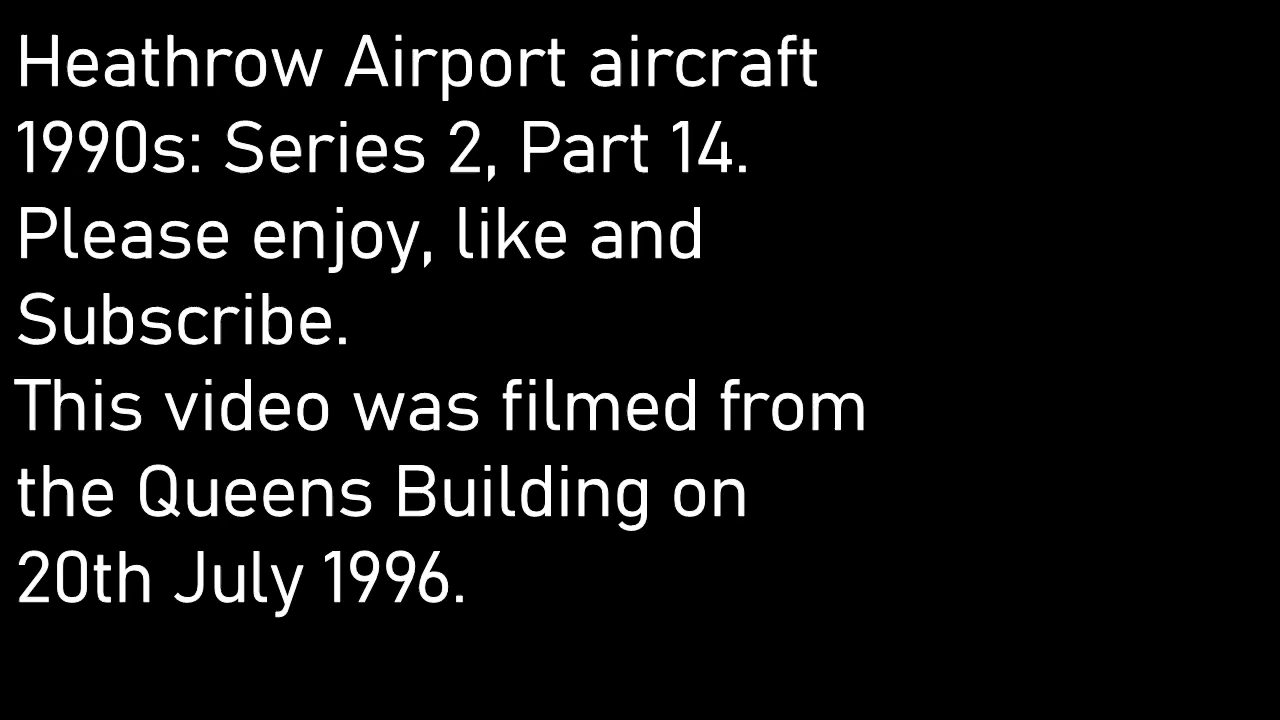 Heathrow Airport aircraft
1990s: Series 2, Part 14.
Please enjoy, like and
Subscribe.
This video was filmed from
the Queens Building on
20th July 1996.